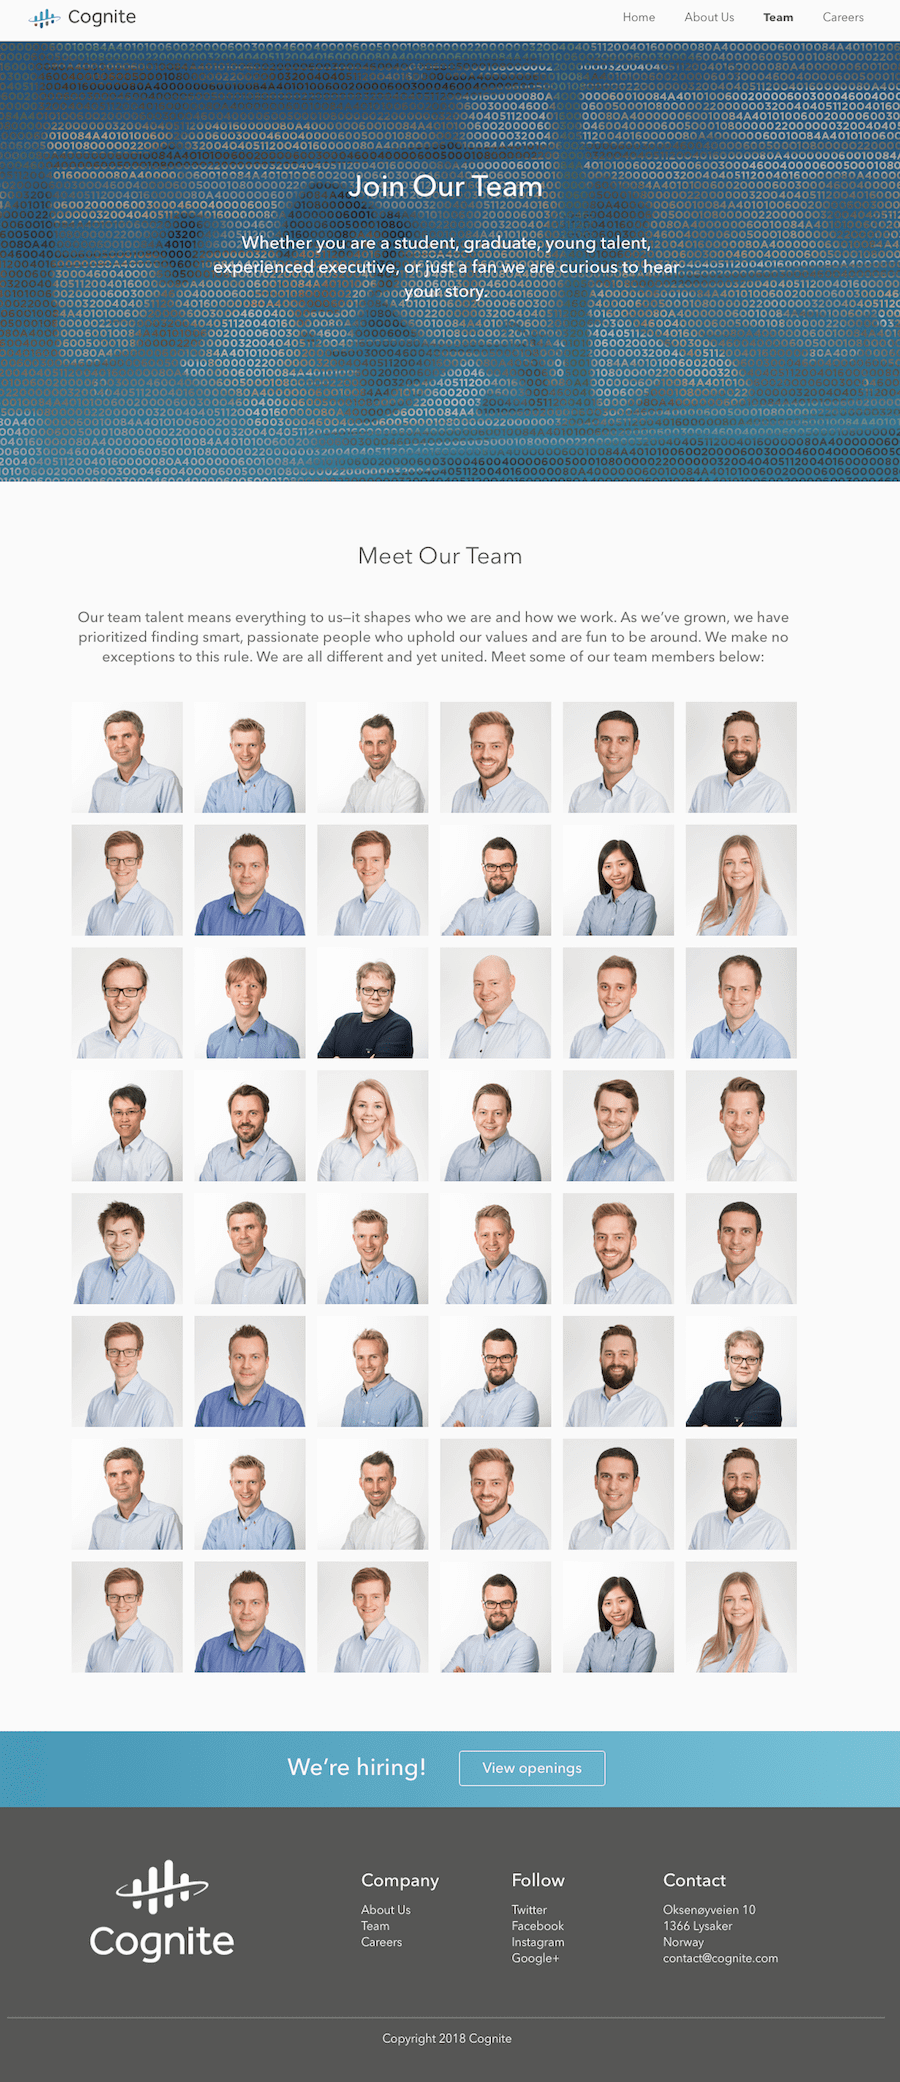 Cognite
Home About Us Team Careers
Join Our Team
Whether you are a student, graduate, young talent,
experienced executive, or just a fan we are curious to hear
your story.
Meet Our Team
Our team talent means everything to us—it shapes who we are and how we work. As we’ve grown, we have
prioritized finding smart, passionate people who uphold our values and are fun to be around. We make no
exceptions to this rule. We are all different and yet united. Meet some of our team members below:
We’re hiring!
View openings
Cognite
Company
About Us
Team
Careers
Follow
Twitter
Facebook
Instagram
Google+
Contact
Oksenøyveien 10
1366 Lysaker
Norway
contact@cognite.com
Copyright 2018 Cognite